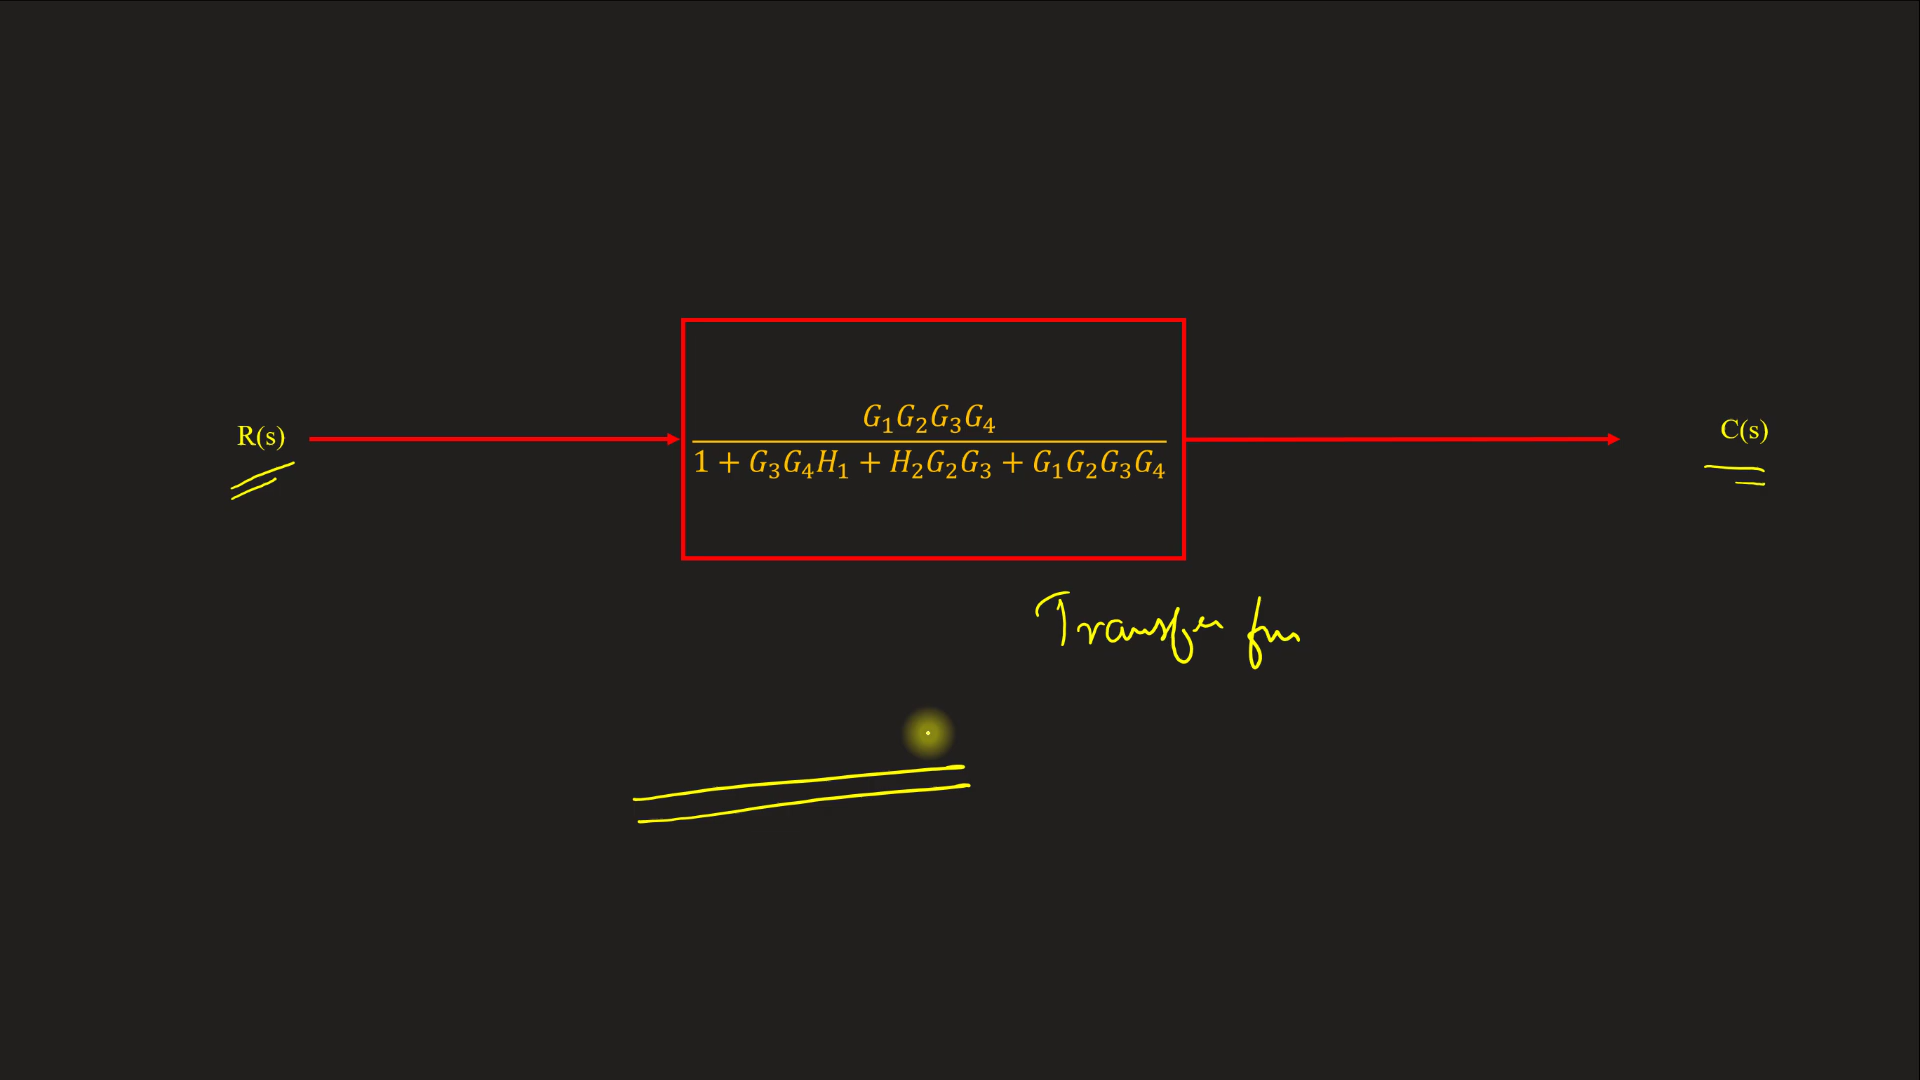 R(s)
G₁G₂G₃G₄
1 + G₃G₄H₁ + H₂G₂G₃ + G₁G₂G₃G₄
C(s)
Transfer fun